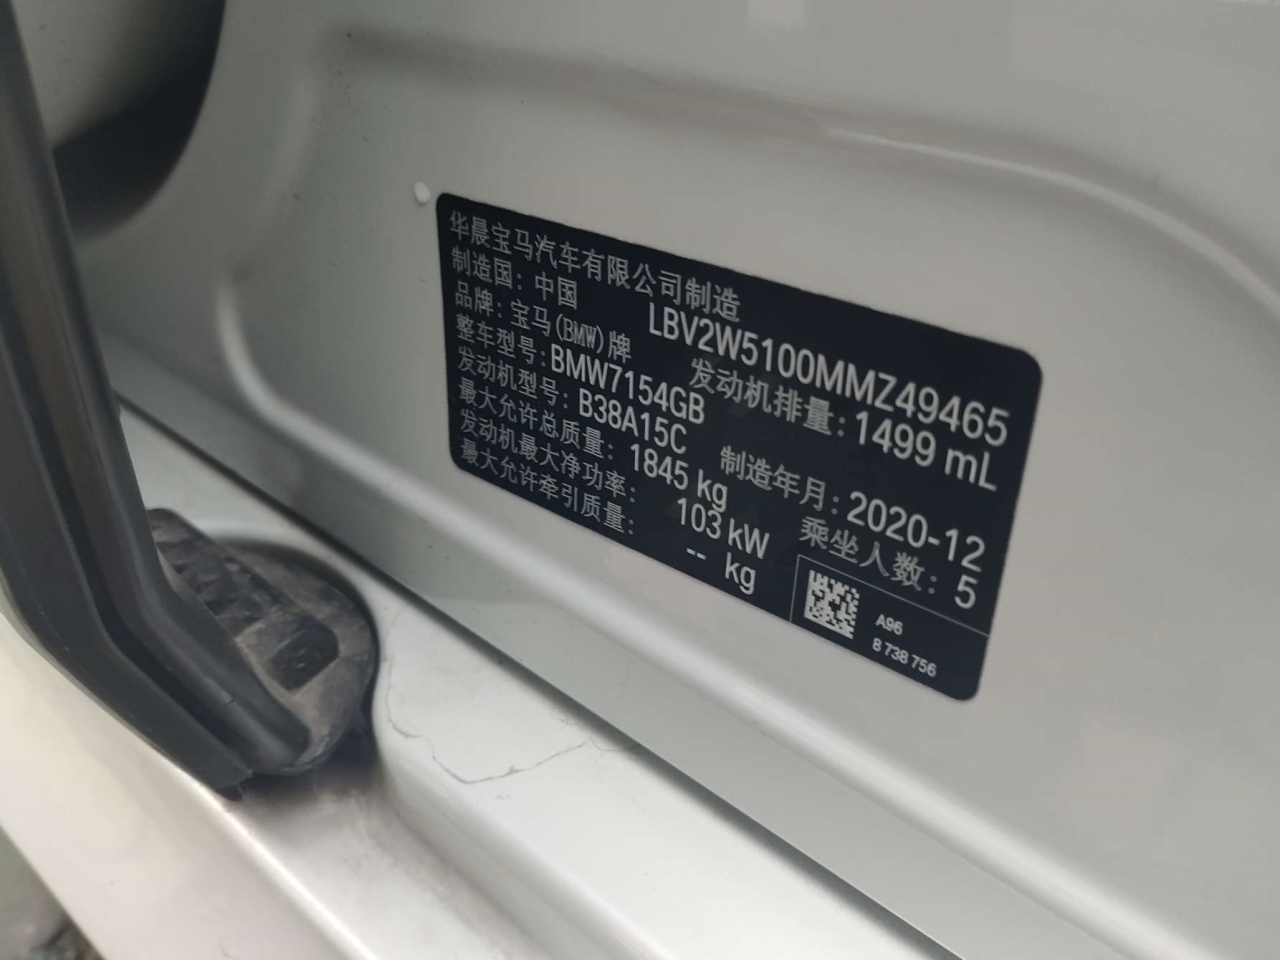 华晨宝马汽车有限公司制造
制造国：中国
LBV2W5100MMZ49465
品牌：宝马(BMW)牌
发动机排量：1499 mL
整车型号：BMW7154GB
发动机型号：B38A15C
制造年月：2020-12
最大允许总质量：1845 kg
乘坐人数：5
发动机最大净功率：103 kW
最大允许牵引质量：-- kg
A96
8 738 756